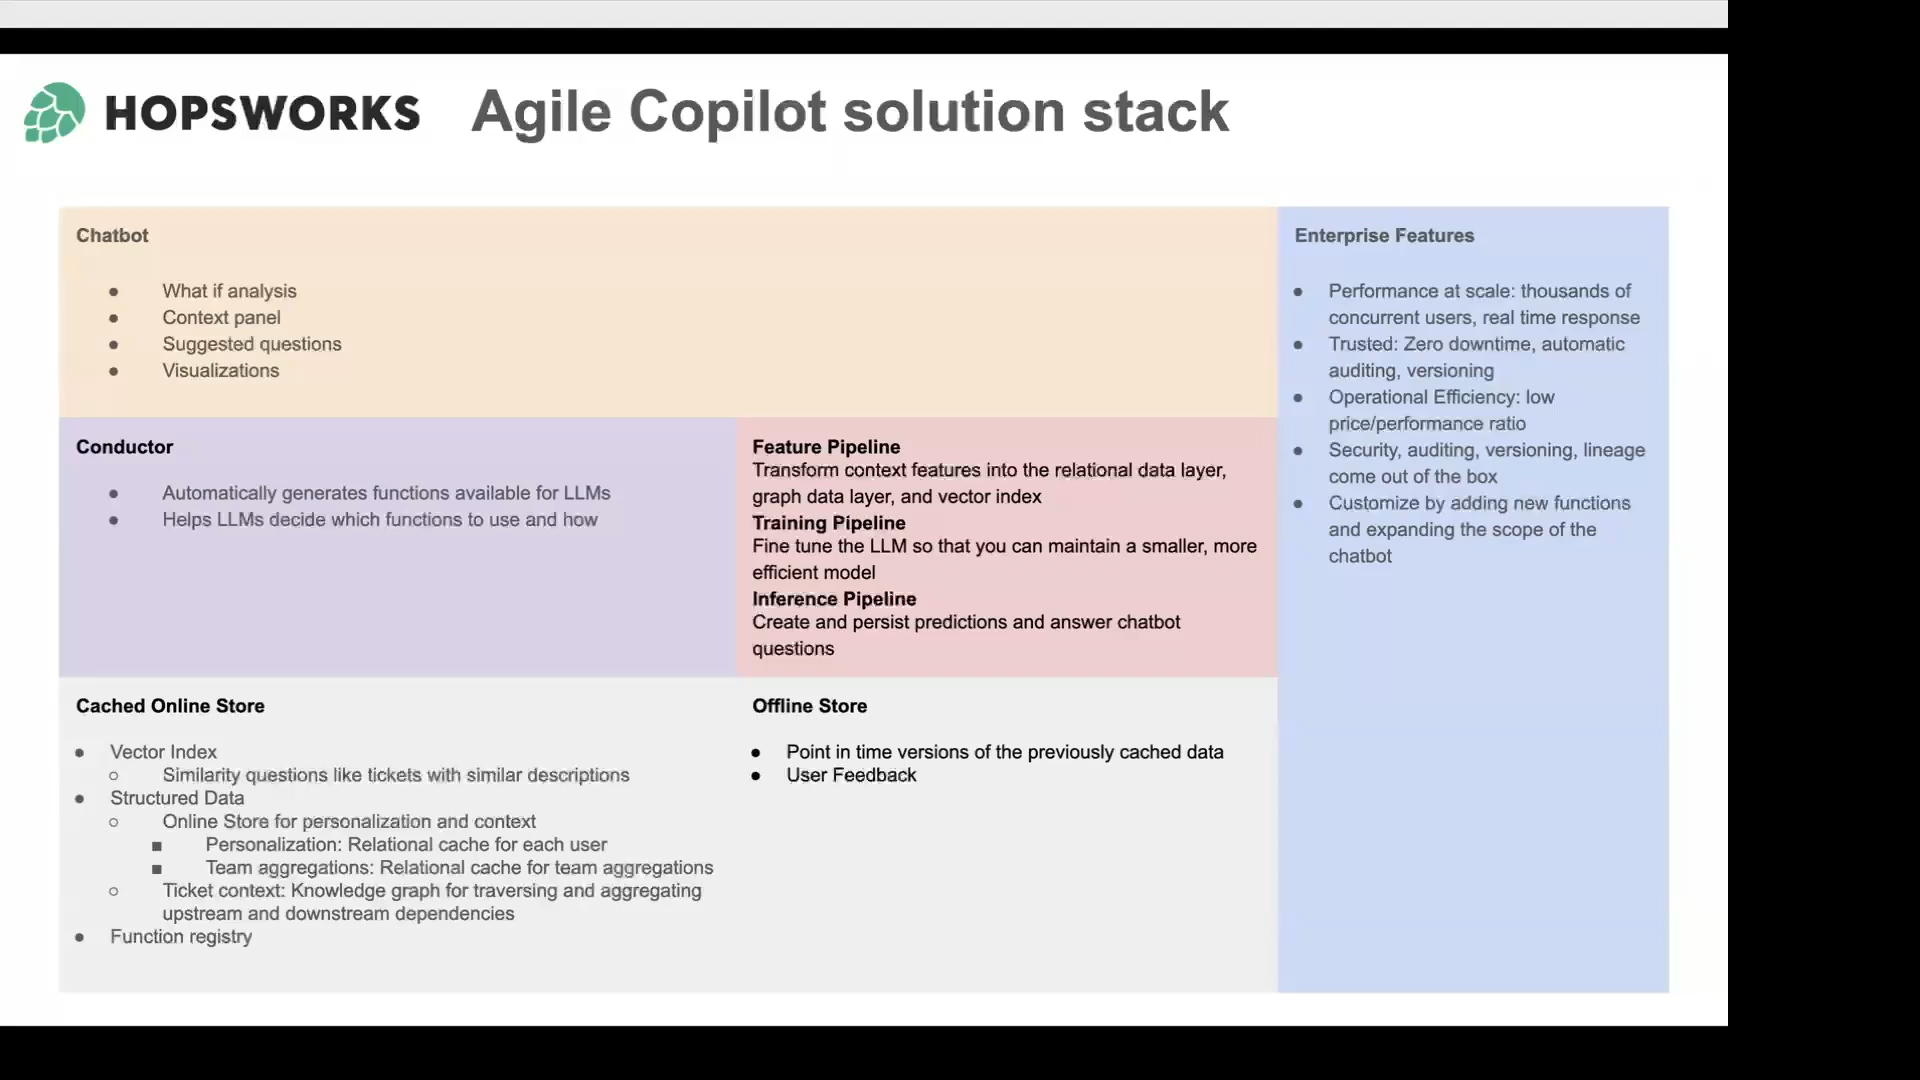 HOPSWORKS Agile Copilot solution stack
Chatbot
● What if analysis
● Context panel
● Suggested questions
● Visualizations
Conductor
● Automatically generates functions available for LLMs
● Helps LLMs decide which functions to use and how
Feature Pipeline
Transform context features into the relational data layer,
graph data layer, and vector index
Training Pipeline
Fine tune the LLM so that you can maintain a smaller, more
efficient model
Inference Pipeline
Create and persist predictions and answer chatbot
questions
Cached Online Store
● Vector Index
○ Similarity questions like tickets with similar descriptions
● Structured Data
○ Online Store for personalization and context
■ Personalization: Relational cache for each user
■ Team aggregations: Relational cache for team aggregations
○ Ticket context: Knowledge graph for traversing and aggregating
upstream and downstream dependencies
● Function registry
Offline Store
● Point in time versions of the previously cached data
● User Feedback
Enterprise Features
● Performance at scale: thousands of
concurrent users, real time response
● Trusted: Zero downtime, automatic
auditing, versioning
● Operational Efficiency: low
price/performance ratio
● Security, auditing, versioning, lineage
come out of the box
● Customize by adding new functions
and expanding the scope of the
chatbot